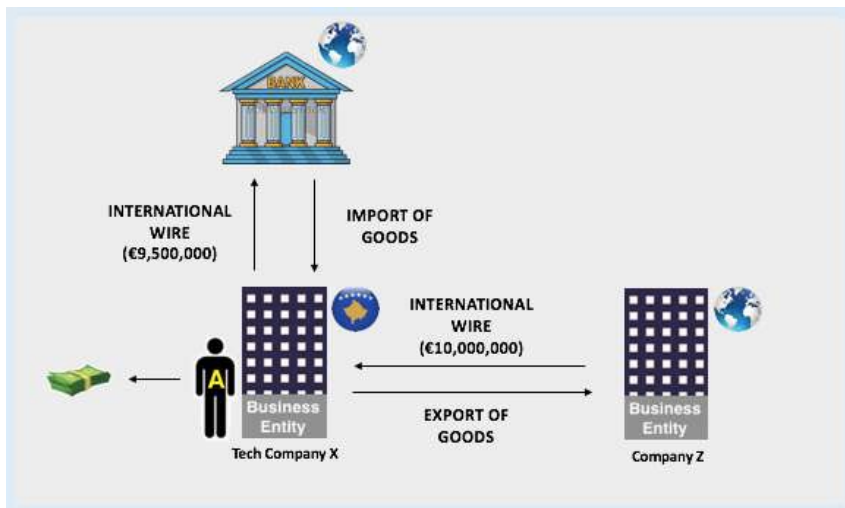 BANK
INTERNATIONAL
WIRE
(€9,500,000)
IMPORT OF
GOODS
INTERNATIONAL
WIRE
(€10,000,000)
A
Business
Entity
Tech Company X
EXPORT OF
GOODS
Business
Entity
Company Z